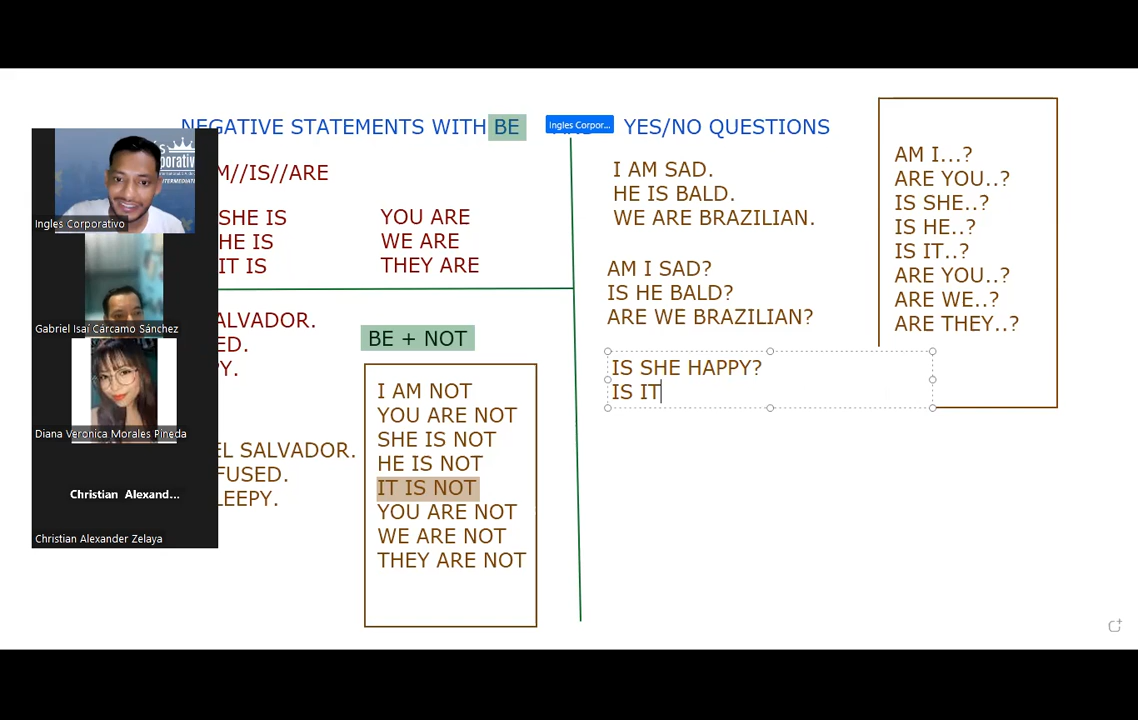 NEGATIVE STATEMENTS WITH BE
Ingles Corpor...
YES/NO QUESTIONS
M//IS//ARE
SHE IS
HE IS
IT IS
YOU ARE
WE ARE
THEY ARE
ALVADOR.
ED.
PY.
BE + NOT
EL SALVADOR.
FUSED.
LEEPY.
I AM NOT
YOU ARE NOT
SHE IS NOT
HE IS NOT
IT IS NOT
YOU ARE NOT
WE ARE NOT
THEY ARE NOT
I AM SAD.
HE IS BALD.
WE ARE BRAZILIAN.
AM I SAD?
IS HE BALD?
ARE WE BRAZILIAN?
IS SHE HAPPY?
IS IT
AM I...?
ARE YOU..?
IS SHE..?
IS HE..?
IS IT..?
ARE YOU..?
ARE WE..?
ARE THEY..?
Ingles Corporativo
Gabriel Isaí Cárcamo Sánchez
Diana Veronica Morales Pineda
Christian Alexand...
Christian Alexander Zelaya